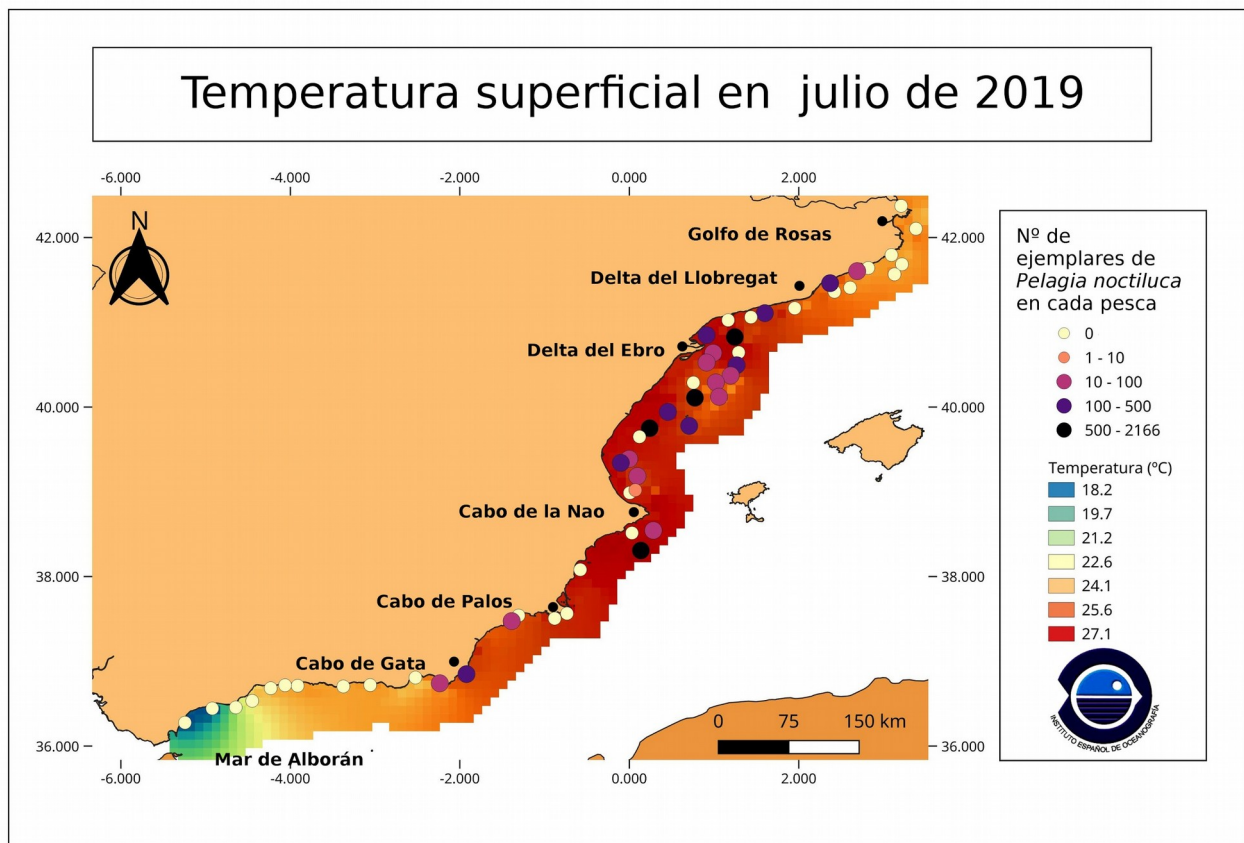 Temperatura superficial en julio de 2019
-6.000 -4.000 -2.000 0.000 2.000
N
42.000
42.000
Golfo de Rosas
Delta del Llobregat
Delta del Ebro
40.000
40.000
Cabo de la Nao
38.000
38.000
Cabo de Palos
Cabo de Gata
0 75 150 km
36.000
36.000
Mar de Alborán
-6.000 -4.000 -2.000 0.000 2.000
Nº de
ejemplares de
Pelagia noctiluca
en cada pesca
0
1 - 10
10 - 100
100 - 500
500 - 2166
Temperatura (ºC)
18.2
19.7
21.2
22.6
24.1
25.6
27.1
INSTITUTO ESPAÑOL DE OCEANOGRAFÍA